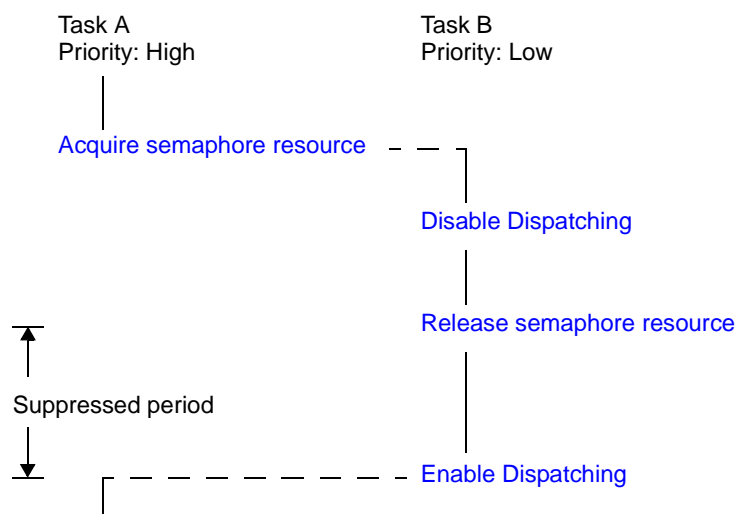 Task A
Priority: High
Task B
Priority: Low
Acquire semaphore resource
Disable Dispatching
Release semaphore resource
Suppressed period
Enable Dispatching